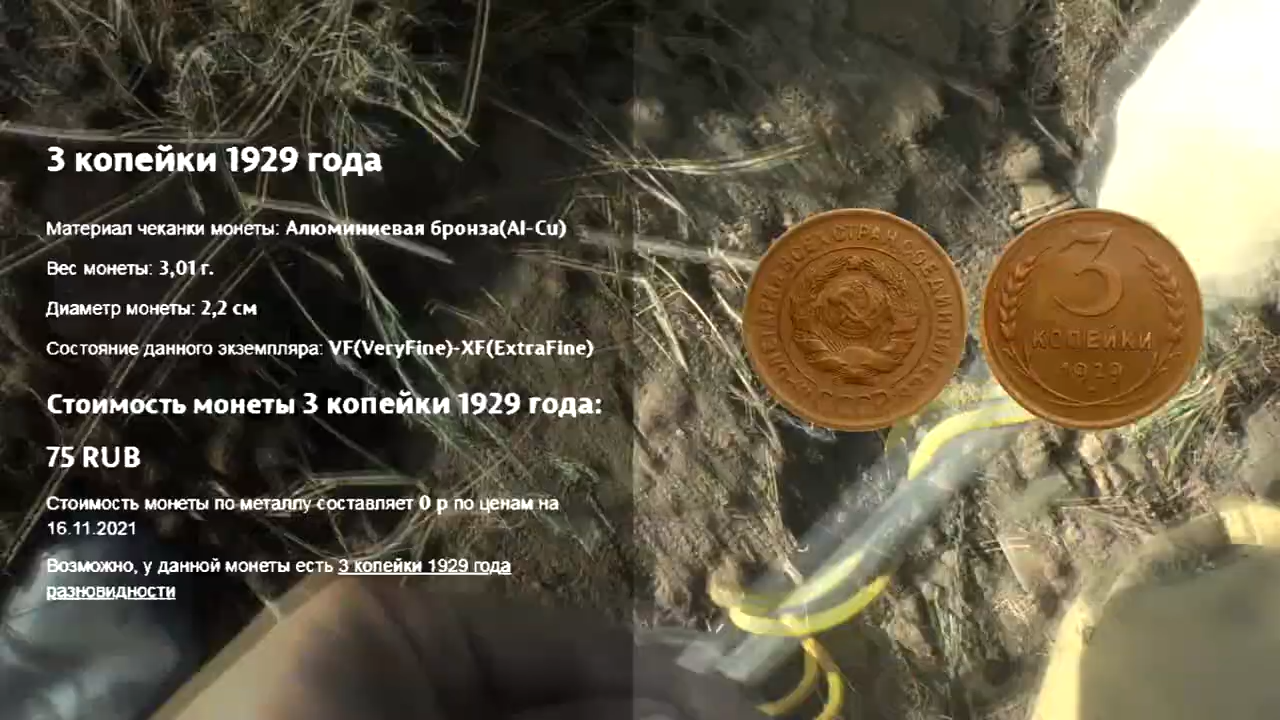 3 копейки 1929 года
Материал чеканки монеты: Алюминиевая бронза(Al-Cu)
Вес монеты: 3,01 г.
Диаметр монеты: 2,2 см
Состояние данного экземпляра: VF(VeryFine)-XF(ExtraFine)
Стоимость монеты 3 копейки 1929 года:
75 RUB
Стоимость монеты по металлу составляет 0 р по ценам на
16.11.2021
Возможно, у данной монеты есть 3 копейки 1929 года
разновидности
3
КОПЕЙКИ
1929